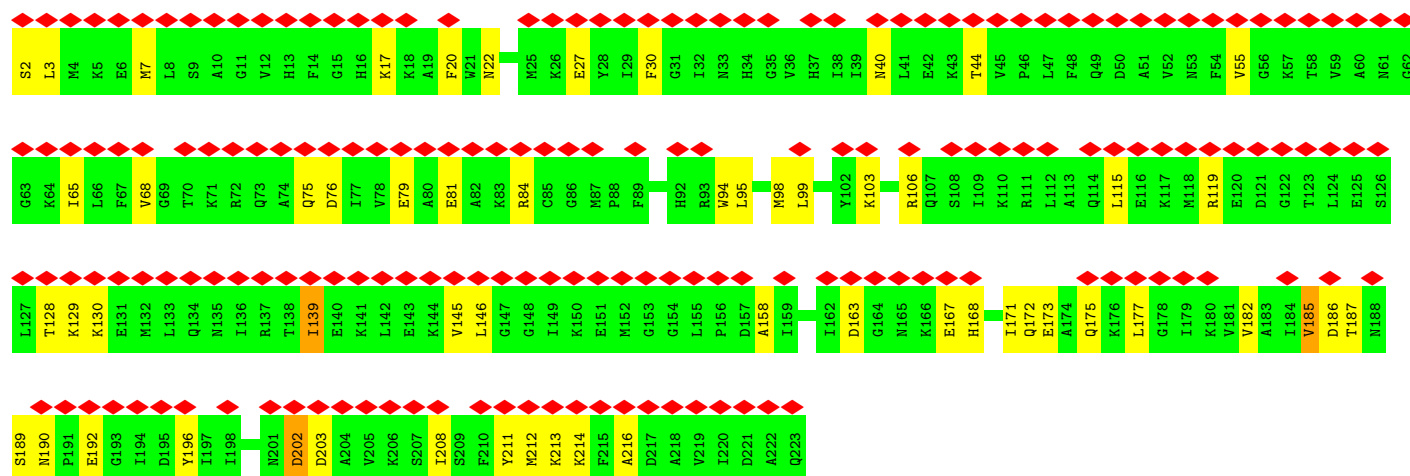 S2 L3 M4 K5 E6 M7 L8 S9 A10 G11 V12 H13 F14 G15 H16 K17 K18 A19 F20 W21 N22 M25 K26 E27 Y28 I29 F30 G31 I32 N33 H34 G35 V36 H37 I38 I39 N40 L41 E42 K43 T44 V45 P46 L47 F48 Q49 D50 A51 V52 N53 F54 V55 G56 K57 T58 V59 A60 N61 G62
G63 K64 I65 L66 F67 V68 G69 T70 K71 R72 Q73 A74 Q75 D76 I77 V78 E79 A80 E81 A82 K83 R84 C85 G86 M87 P88 F89 H92 R93 W94 L95 M98 L99 Y102 K103 R106 Q107 S108 I109 K110 R111 L112 A113 Q114 L115 E116 K117 M118 R119 E120 D121 G122 T123 L124 E125 S126
L127 T128 K129 K130 E131 M132 L133 Q134 N135 I136 R137 T138 I139 E140 K141 L142 E143 K144 V145 L146 G147 G148 I149 K150 E151 M152 G153 G154 L155 P156 D157 A158 I159 I162 D163 G164 N165 K166 E167 H168 I171 Q172 E173 A174 Q175 K176 L177 G178 I179 K180 V181 V182 A183 I184 V185 D186 T187 N188
S189 N190 P191 E192 G193 I194 D195 Y196 I197 I198 N201 D202 D203 A204 V205 K206 S207 I208 S209 F210 Y211 M212 K213 K214 F215 A216 D217 A218 V219 I220 D221 A222 Q223